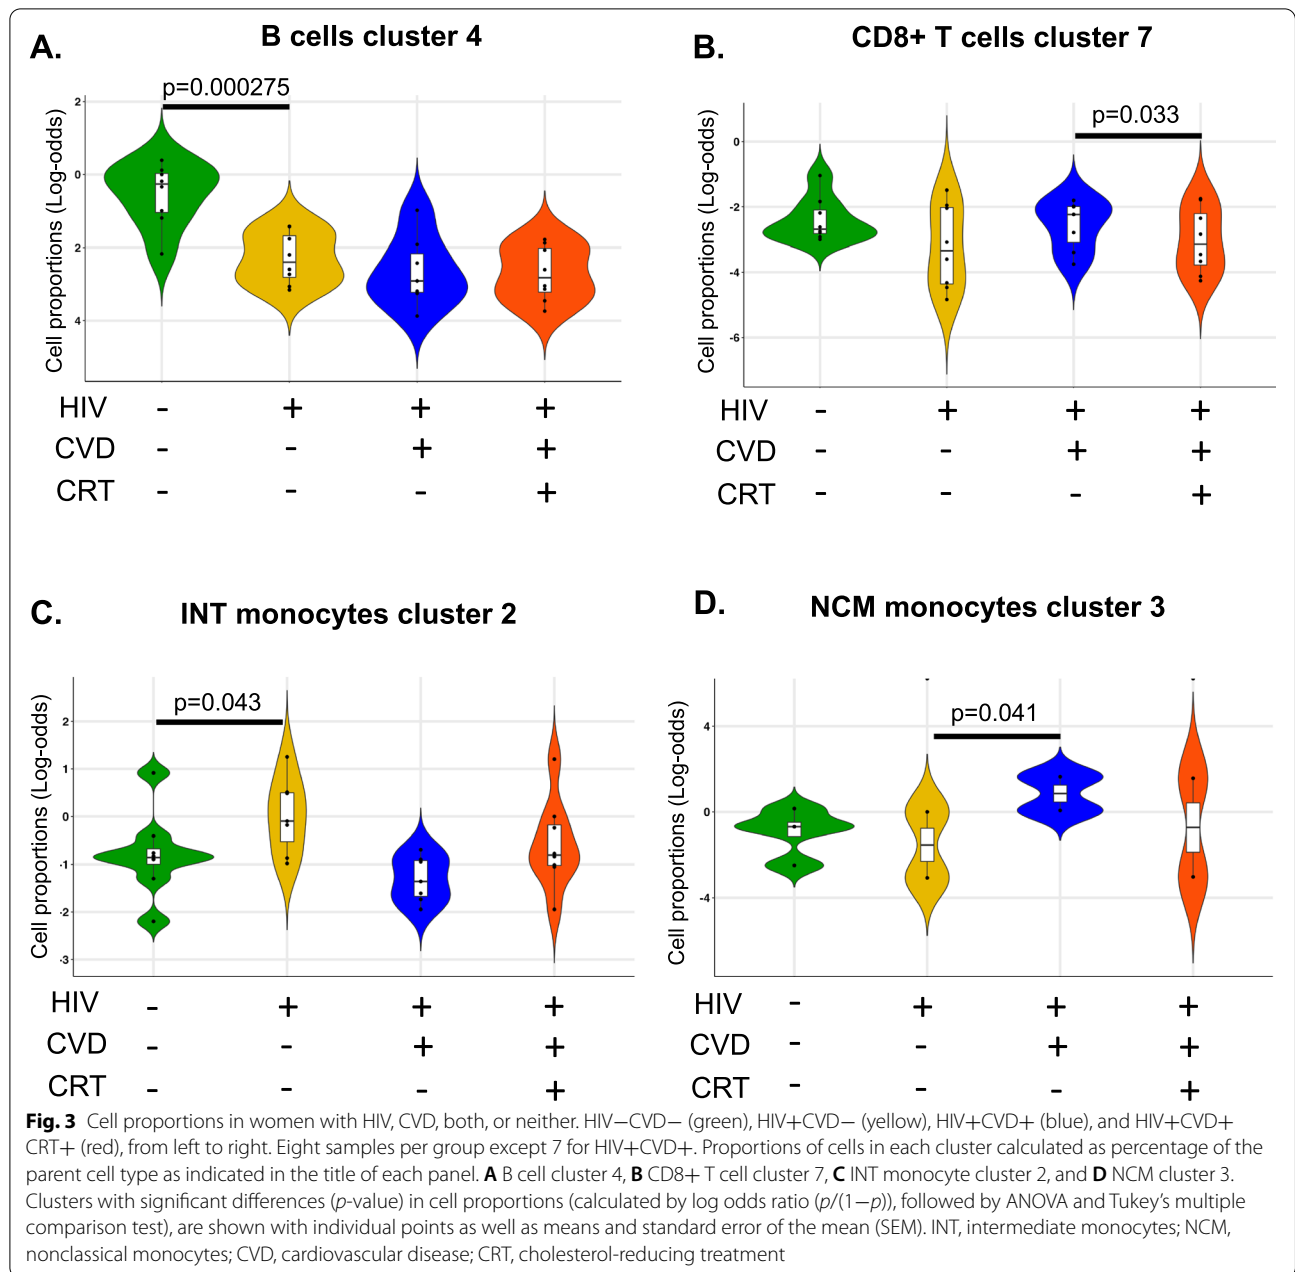 A.
B cells cluster 4
p=0.000275
Cell proportions (Log-odds)
2
0
2
4
HIV - + + +
CVD - - + +
CRT - - - +
B.
CD8+ T cells cluster 7
p=0.033
Cell proportions (Log-odds)
0
-2
-4
-6
HIV - + + +
CVD - - + +
CRT - - - +
C.
INT monocytes cluster 2
p=0.043
Cell proportions (Log-odds)
2
1
0
-1
-2
-3
HIV - + + +
CVD - - + +
CRT - - - +
D.
NCM monocytes cluster 3
p=0.041
Cell proportions (Log-odds)
4
0
-4
HIV - + + +
CVD - - + +
CRT - - - +
Fig. 3 Cell proportions in women with HIV, CVD, both, or neither. HIV−CVD− (green), HIV+CVD− (yellow), HIV+CVD+ (blue), and HIV+CVD+
CRT+ (red), from left to right. Eight samples per group except 7 for HIV+CVD+. Proportions of cells in each cluster calculated as percentage of the
parent cell type as indicated in the title of each panel. A B cell cluster 4, B CD8+ T cell cluster 7, C INT monocyte cluster 2, and D NCM cluster 3.
Clusters with significant differences (p-value) in cell proportions (calculated by log odds ratio (p/(1−p)), followed by ANOVA and Tukey's multiple
comparison test), are shown with individual points as well as means and standard error of the mean (SEM). INT, intermediate monocytes; NCM,
nonclassical monocytes; CVD, cardiovascular disease; CRT, cholesterol-reducing treatment